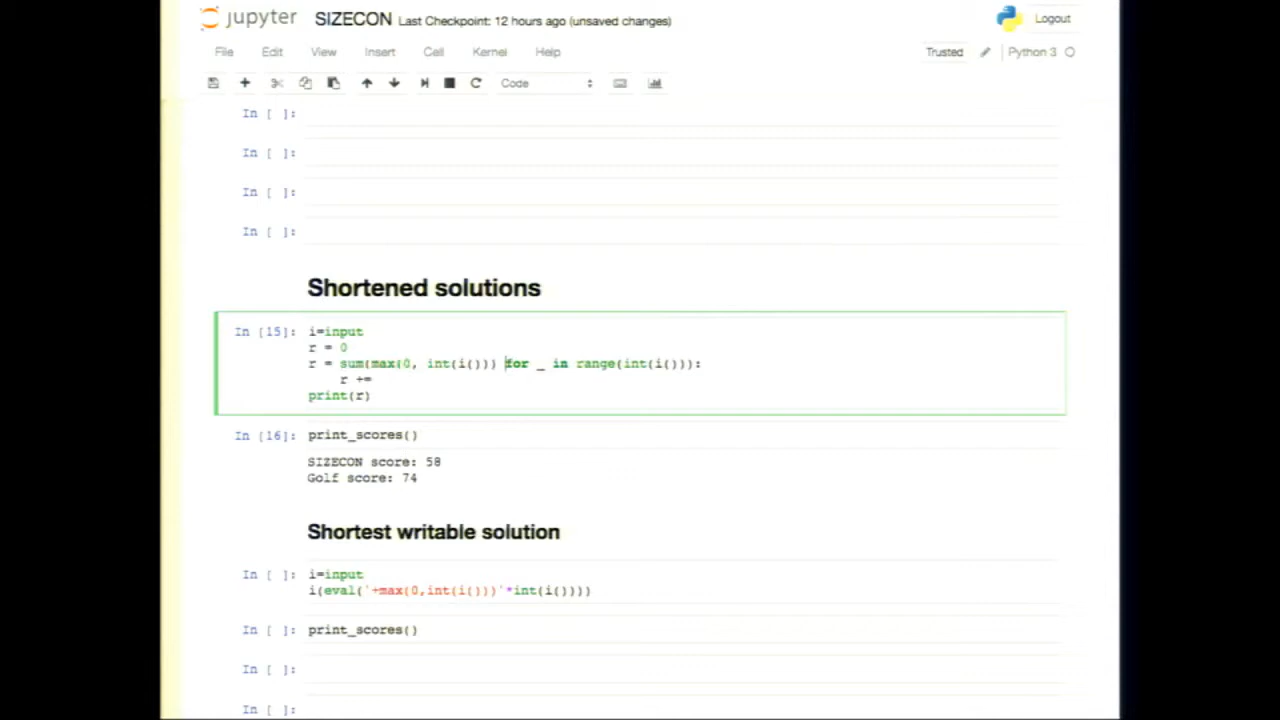 jupyter SIZECON Last Checkpoint: 12 hours ago (unsaved changes) Logout
File Edit View Insert Cell Kernel Help Trusted Python 3
Code
In [ ]:
In [ ]:
In [ ]:
In [ ]:
Shortened solutions
In [15]: i=input
r = 0
r = sum(max(0, int(i())) for _ in range(int(i())):
r +=
print(r)
In [16]: print_scores()
SIZECON score: 58
Golf score: 74
Shortest writable solution
In [ ]: i=input
i(eval('+max(0,int(i()))'*int(i())))
In [ ]: print_scores()
In [ ]:
In [ ]: